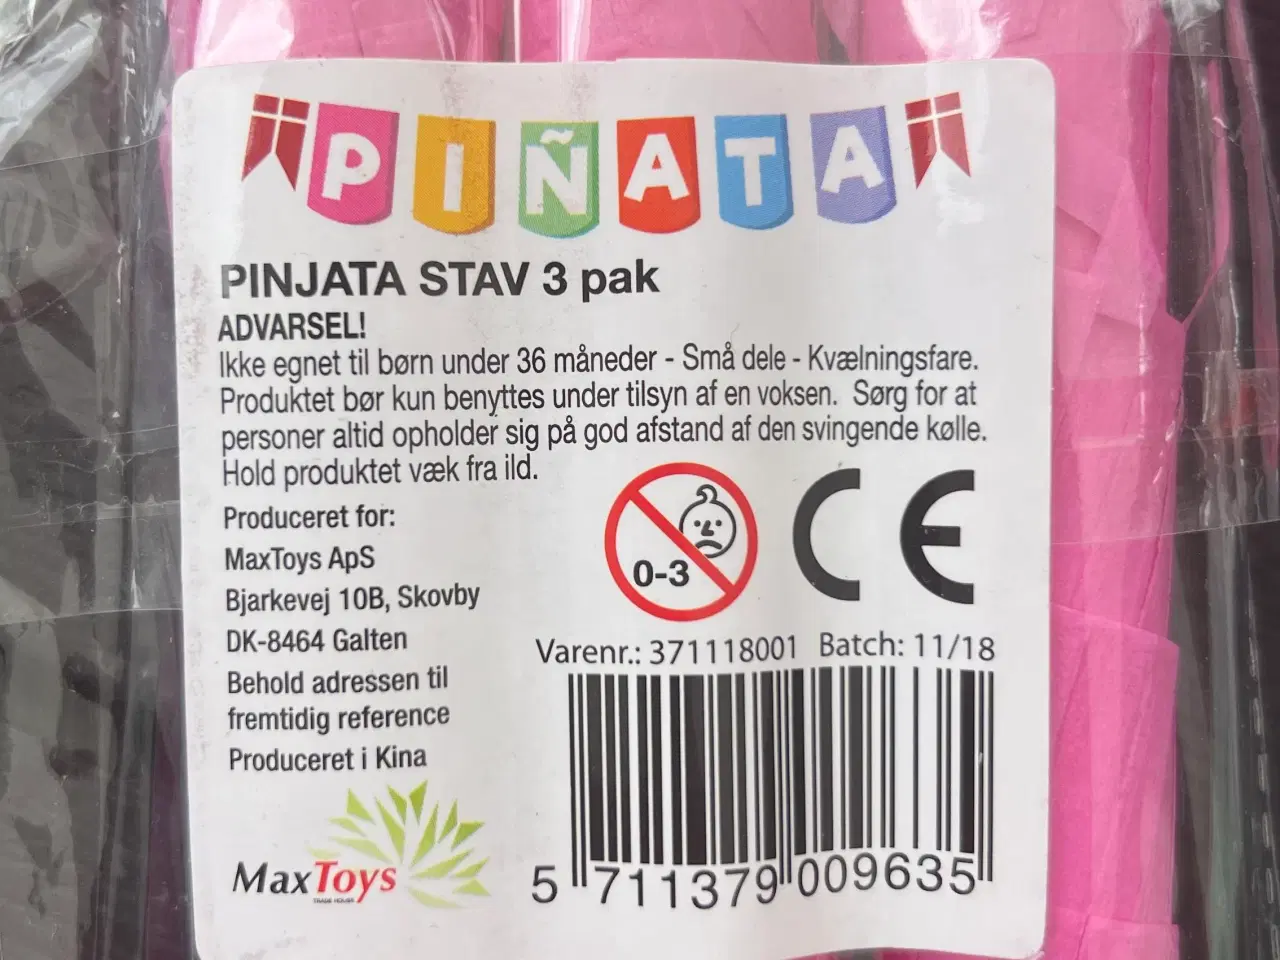 PIÑATA
PINJATA STAV 3 pak
ADVARSEL!
Ikke egnet til børn under 36 måneder - Små dele - Kvælningsfare.
Produktet bør kun benyttes under tilsyn af en voksen. Sørg for at
personer altid opholder sig på god afstand af den svingende kølle.
Hold produktet væk fra ild.
Produceret for:
MaxToys ApS
Bjarkevej 10B, Skovby
DK-8464 Galten
Behold adressen til
fremtidig reference
Produceret i Kina
0-3
CE
Varenr.: 371118001 Batch: 11/18
MaxToys
TRADE HOUSE
5 711379 009635